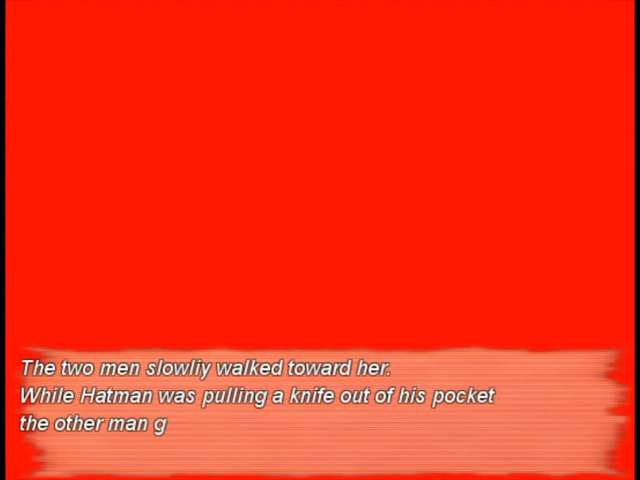 The two men slowliy walked toward her.
While Hatman was pulling a knife out of his pocket
the other man g